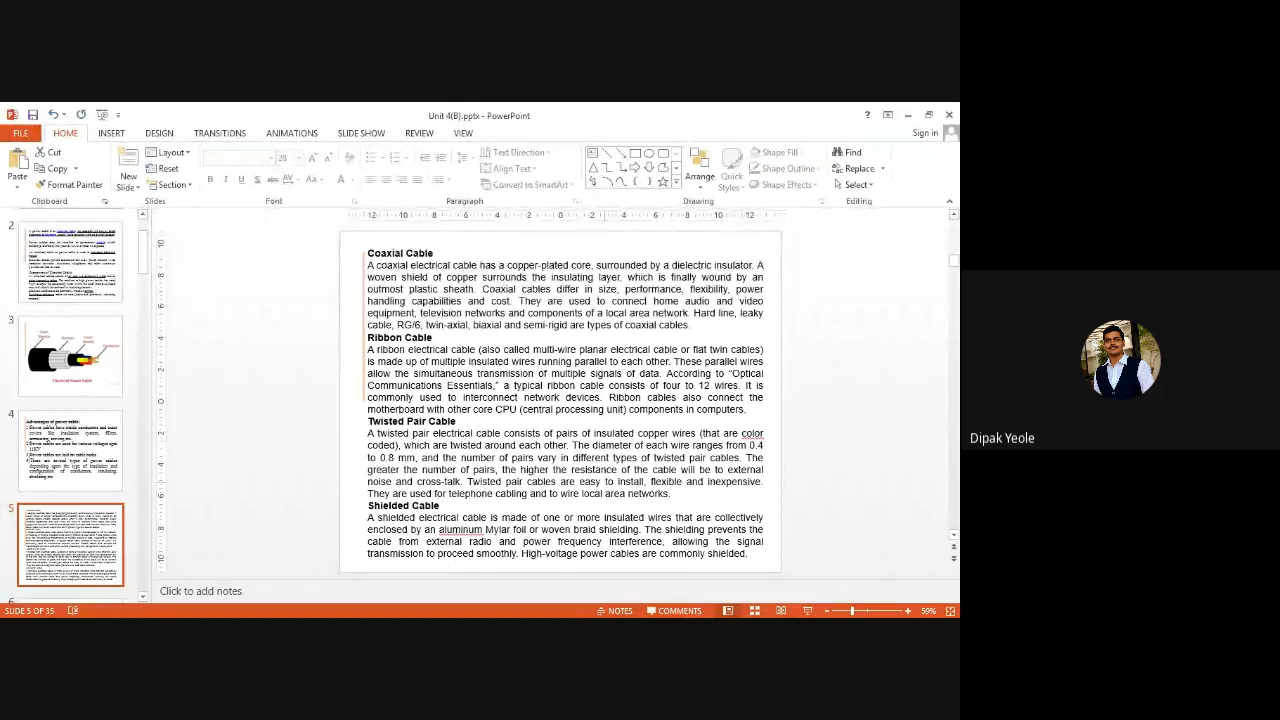 Unit 4(B).pptx - PowerPoint
FILE HOME INSERT DESIGN TRANSITIONS ANIMATIONS SLIDE SHOW REVIEW VIEW Sign in
Cut
Copy
Format Painter
Paste
Clipboard
New
Slide
Layout
Reset
Section
Slides
28
Font
Text Direction
Align Text
Convert to SmartArt
Paragraph
Arrange
Quick
Styles
Shape Fill
Shape Outline
Shape Effects
Drawing
Find
Replace
Select
Editing
2
3
4
Advantages of power cable:
5
6
Coaxial Cable
A coaxial electrical cable has a copper-plated core, surrounded by a dielectric insulator. A
woven shield of copper surrounds the insulating layer, which is finally wound by an
outmost plastic sheath. Coaxial cables differ in size, performance, flexibility, power
handling capabilities and cost. They are used to connect home audio and video
equipment, television networks and components of a local area network. Hard line, leaky
cable, RG/6, twin-axial, biaxial and semi-rigid are types of coaxial cables.
Ribbon Cable
A ribbon electrical cable (also called multi-wire planar electrical cable or flat twin cables)
is made up of multiple insulated wires running parallel to each other. These parallel wires
allow the simultaneous transmission of multiple signals of data. According to “Optical
Communications Essentials,” a typical ribbon cable consists of four to 12 wires. It is
commonly used to interconnect network devices. Ribbon cables also connect the
motherboard with other core CPU (central processing unit) components in computers.
Twisted Pair Cable
A twisted pair electrical cable consists of pairs of insulated copper wires (that are color
coded), which are twisted around each other. The diameter of each wire ranges from 0.4
to 0.8 mm, and the number of pairs vary in different types of twisted pair cables. The
greater the number of pairs, the higher the resistance of the cable will be to external
noise and cross-talk. Twisted pair cables are easy to install, flexible and inexpensive.
They are used for telephone cabling and to wire local area networks.
Shielded Cable
A shielded electrical cable is made of one or more insulated wires that are collectively
enclosed by an aluminum Mylar foil or woven braid shielding. The shielding prevents the
cable from external radio and power frequency interference, allowing the signal
transmission to proceed smoothly. High-voltage power cables are commonly shielded.
Click to add notes
SLIDE 5 OF 35
NOTES COMMENTS 59%
Dipak Yeole